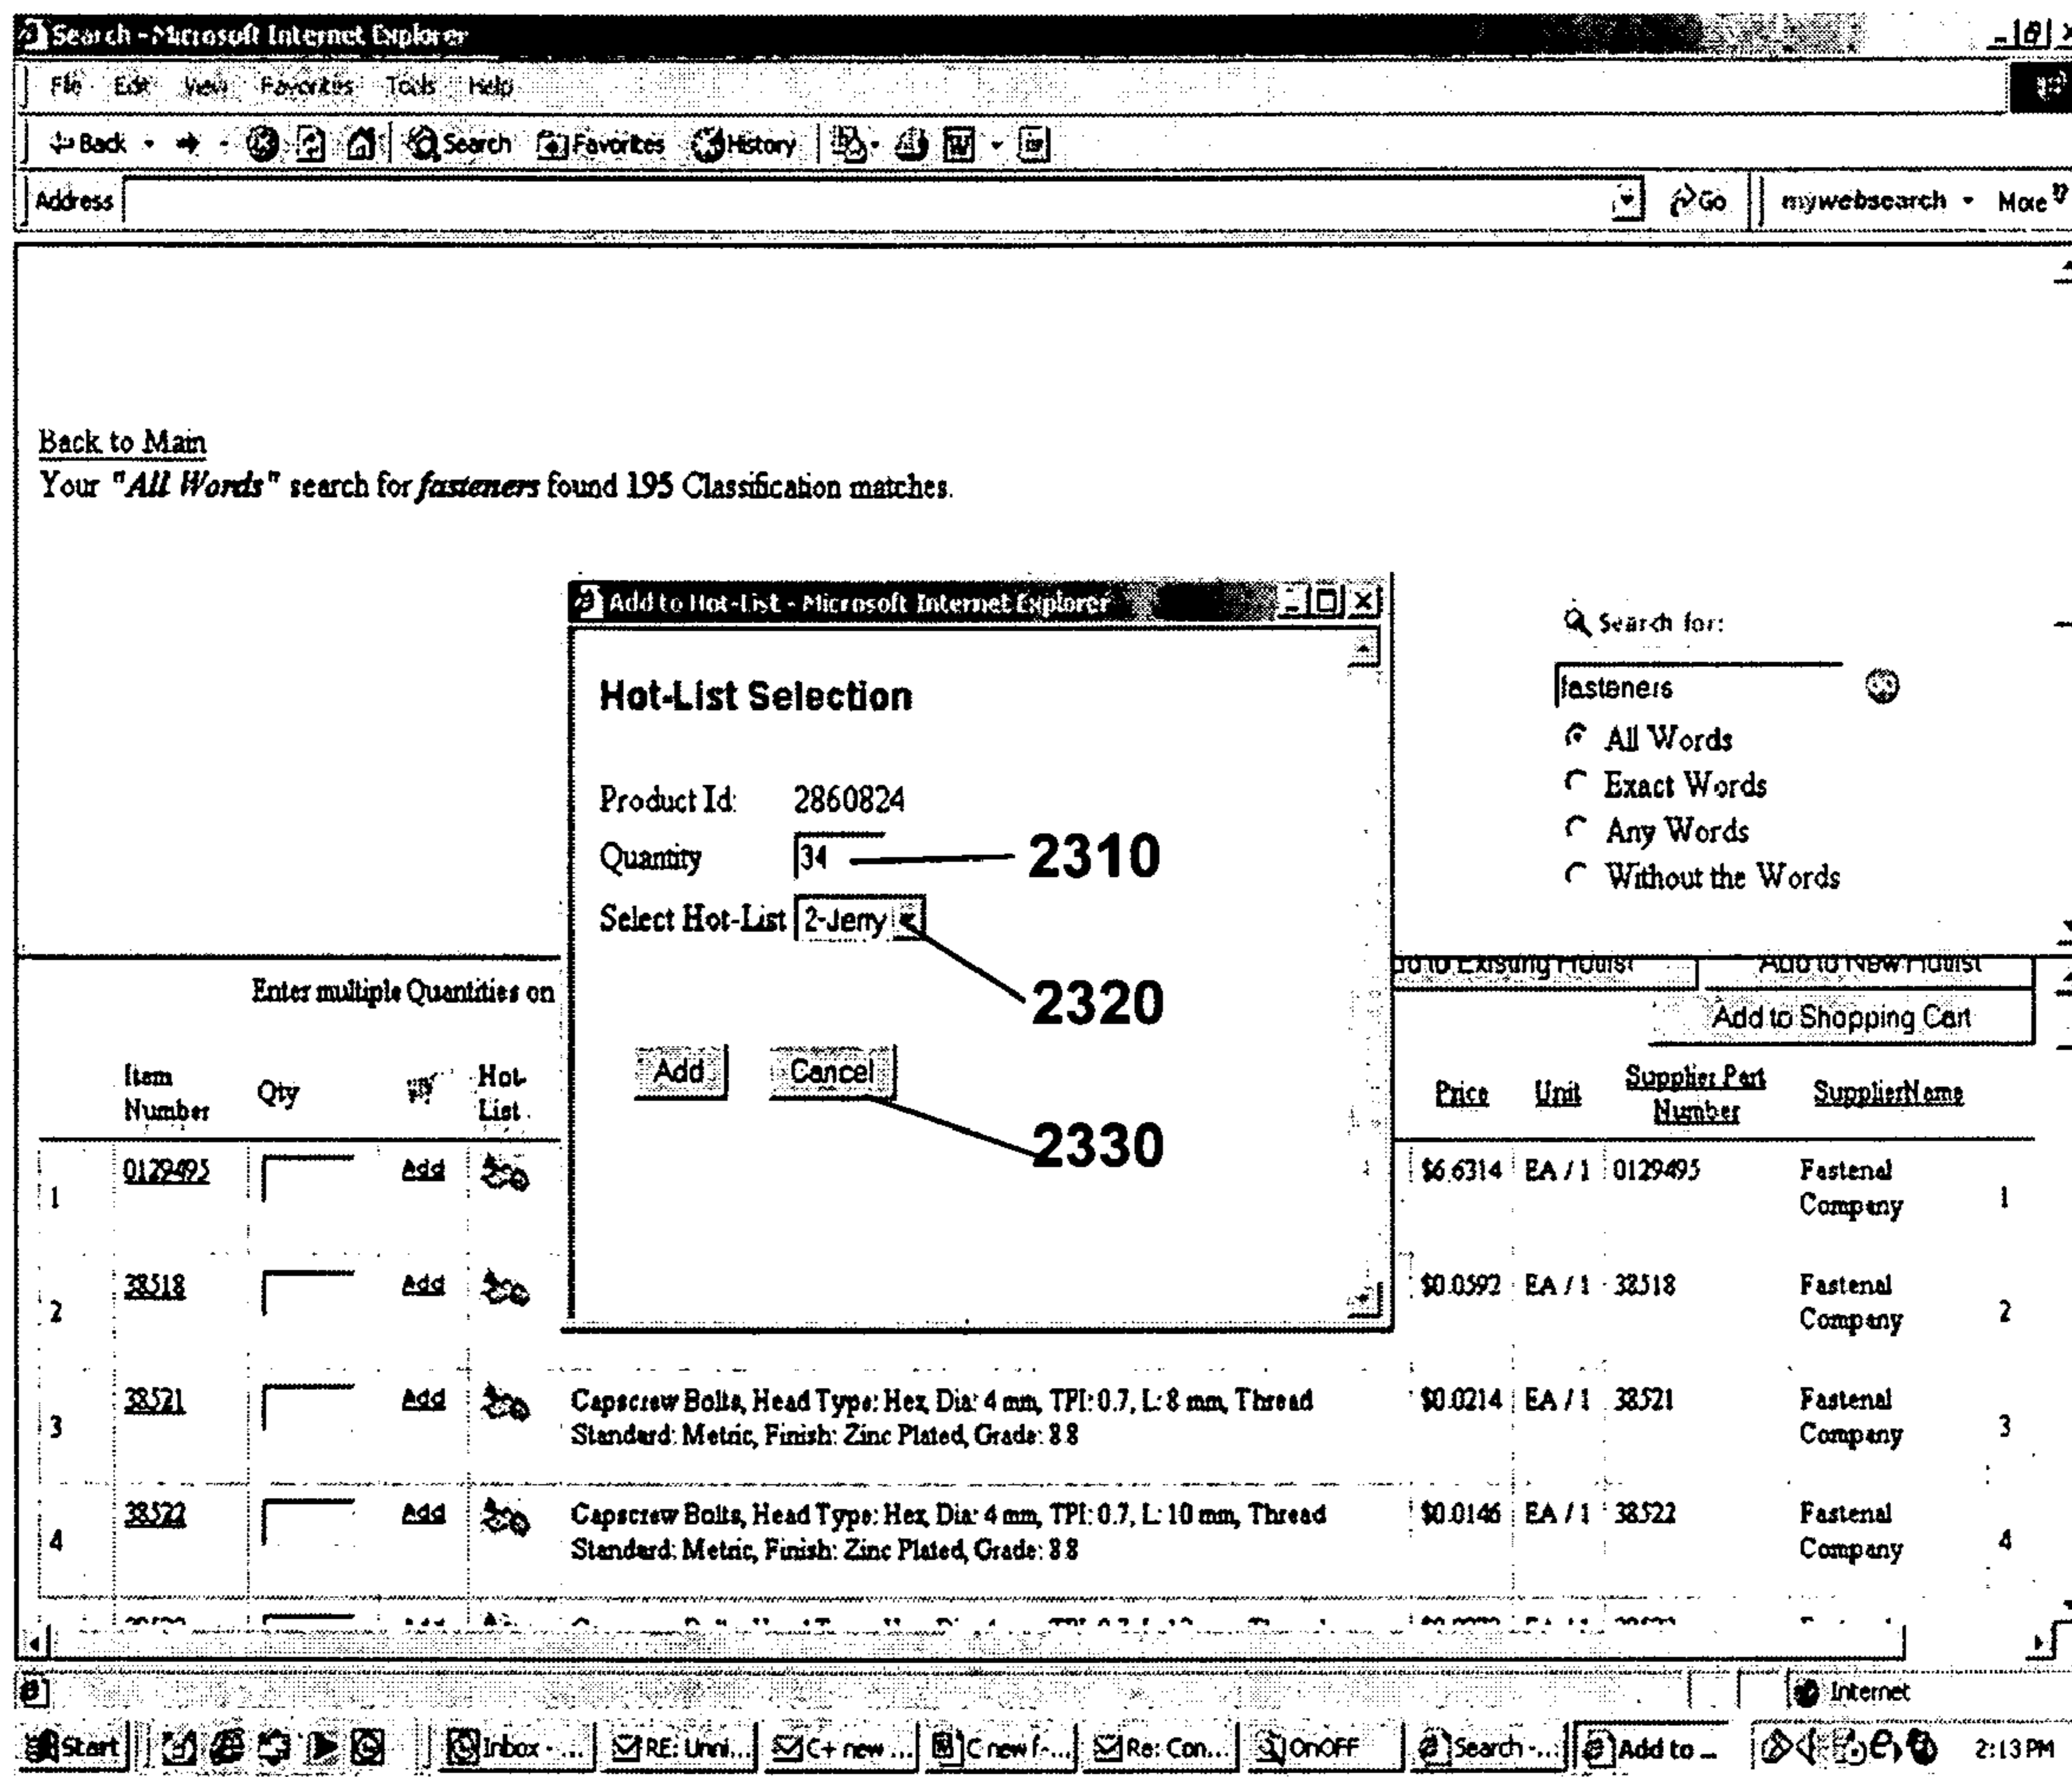 Search - Microsoft Internet Explorer
File Edit View Favorites Tools Help
Back Search Favorites History
Address Go mywebsearch More
Back to Main
Your "All Words" search for fasteners found 195 Classification matches.
Add to Hot-List - Microsoft Internet Explorer
Hot-List Selection
Product Id: 2860824
Quantity 34 2310
Select Hot-List 2-Jerry
2320
Add Cancel
2330
Search for:
fasteners
All Words
Exact Words
Any Words
Without the Words
Enter multiple Quantities on
to Existing Hotlist Add to New Hotlist
Add to Shopping Cart
Item Number Qty Hot-List Price Unit Supplier Part Number SupplierName
1 0129495 Add $6.6314 EA / 1 0129495 Fastenal Company 1
2 38518 Add $0.0592 EA / 1 38518 Fastenal Company 2
3 38521 Add Capscrew Bolts, Head Type: Hex, Dia: 4 mm, TPI: 0.7, L: 8 mm, Thread Standard: Metric, Finish: Zinc Plated, Grade: 8.8 $0.0214 EA / 1 38521 Fastenal Company 3
4 38522 Add Capscrew Bolts, Head Type: Hex, Dia: 4 mm, TPI: 0.7, L: 10 mm, Thread Standard: Metric, Finish: Zinc Plated, Grade: 8.8 $0.0146 EA / 1 38522 Fastenal Company 4
Internet
Start Inbox - ... RE: Unni... C+ new ... C new f-... Re: Con... OnOFF Search -... Add to ... 2:13 PM